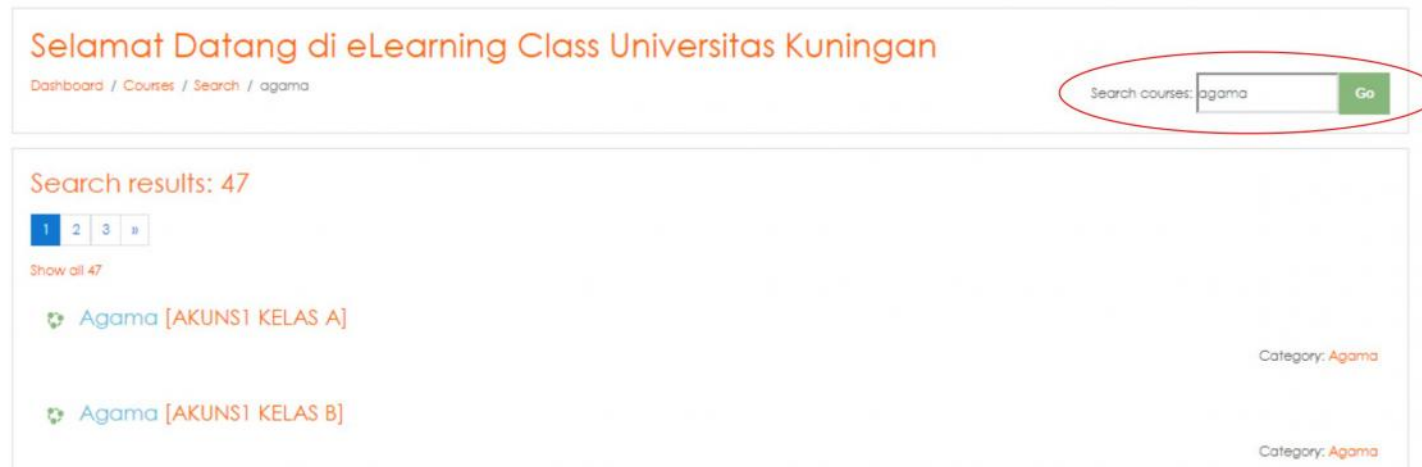 Selamat Datang di eLearning Class Universitas Kuningan
Dashboard / Courses / Search / agama
Search courses: agama Go
Search results: 47
1 2 3 »
Show all 47
Agama [AKUNS1 KELAS A]
Category: Agama
Agama [AKUNS1 KELAS B]
Category: Agama